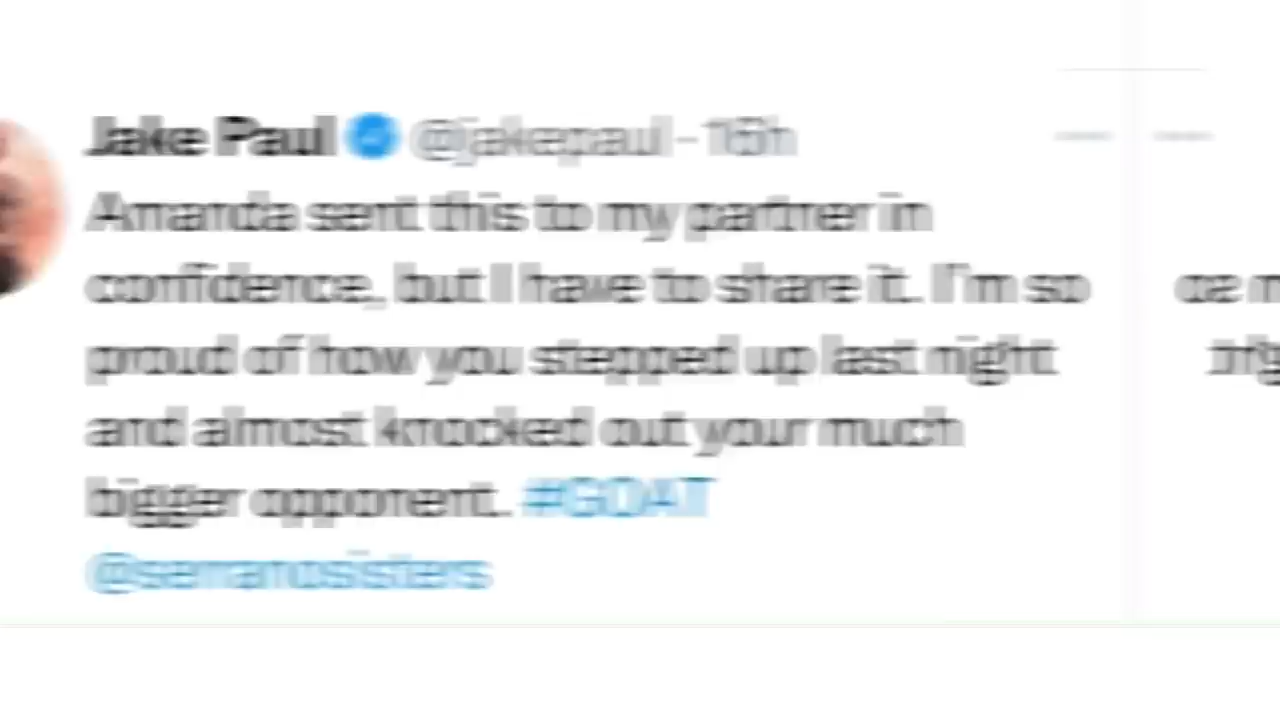 Jake Paul @jakepaul · 16h
Amanda sent this to my partner in
confidence, but I have to share it. I'm so
proud of how you stepped up last night
and almost knocked out your much
bigger opponent. #GOAT
@serranosisters